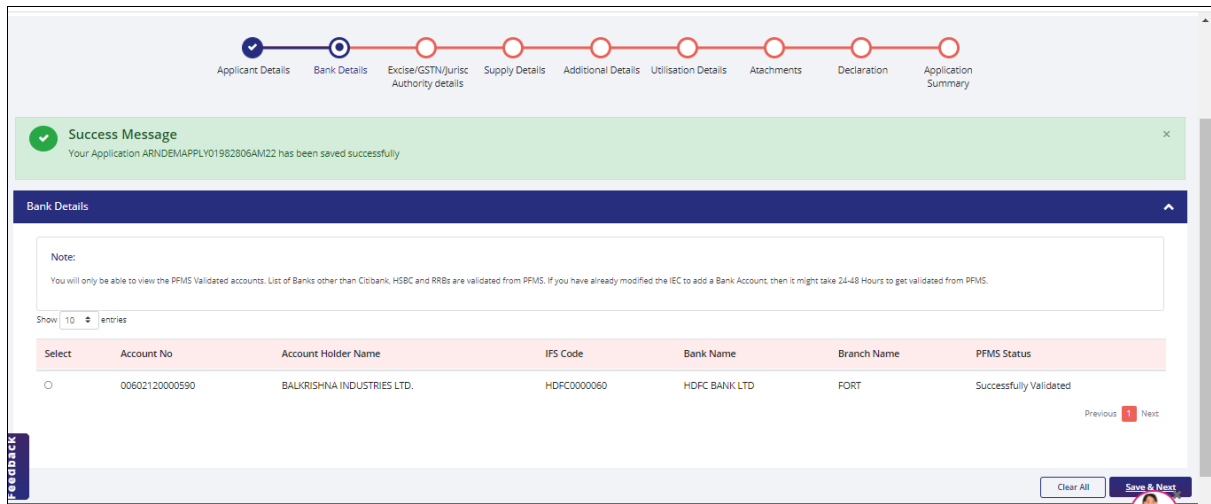 Applicant Details
Bank Details
Excise/GSTN/Jurisc
Authority details
Supply Details
Additional Details
Utilisation Details
Atachments
Declaration
Application
Summary
Success Message
Your Application ARNDEMAPPLY01982806AM22 has been saved successfully
×
Bank Details
Note:
You will only be able to view the PFMS Validated accounts. List of Banks other than Citibank, HSBC and RRBs are validated from PFMS. If you have already modified the IEC to add a Bank Account, then it might take 24-48 Hours to get validated from PFMS.
Show 10 entries
Select Account No Account Holder Name IFS Code Bank Name Branch Name PFMS Status
00602120000590 BALKRISHNA INDUSTRIES LTD. HDFC0000060 HDFC BANK LTD FORT Successfully Validated
Previous 1 Next
Feedback
Clear All
Save & Next